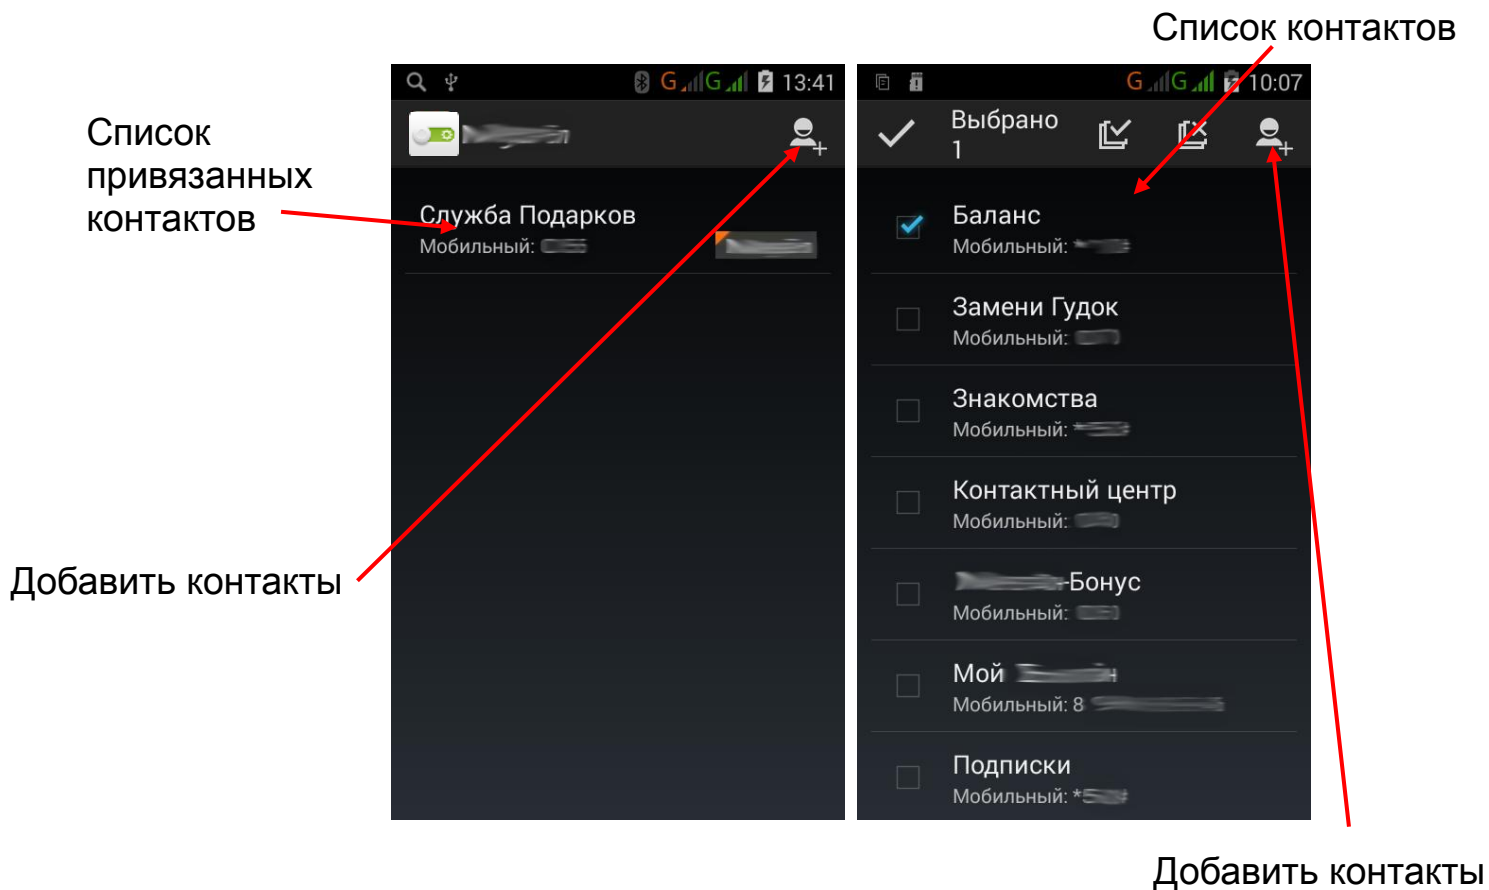 Список контактов
Список
привязанных
контактов
13:41
Служба Подарков
Мобильный:
Добавить контакты
G G 10:07
Выбрано
1
Баланс
Мобильный: *
Замени Гудок
Мобильный:
Знакомства
Мобильный: *
Контактный центр
Мобильный:
-Бонус
Мобильный:
Мой
Мобильный: 8
Подписки
Мобильный: *
Добавить контакты